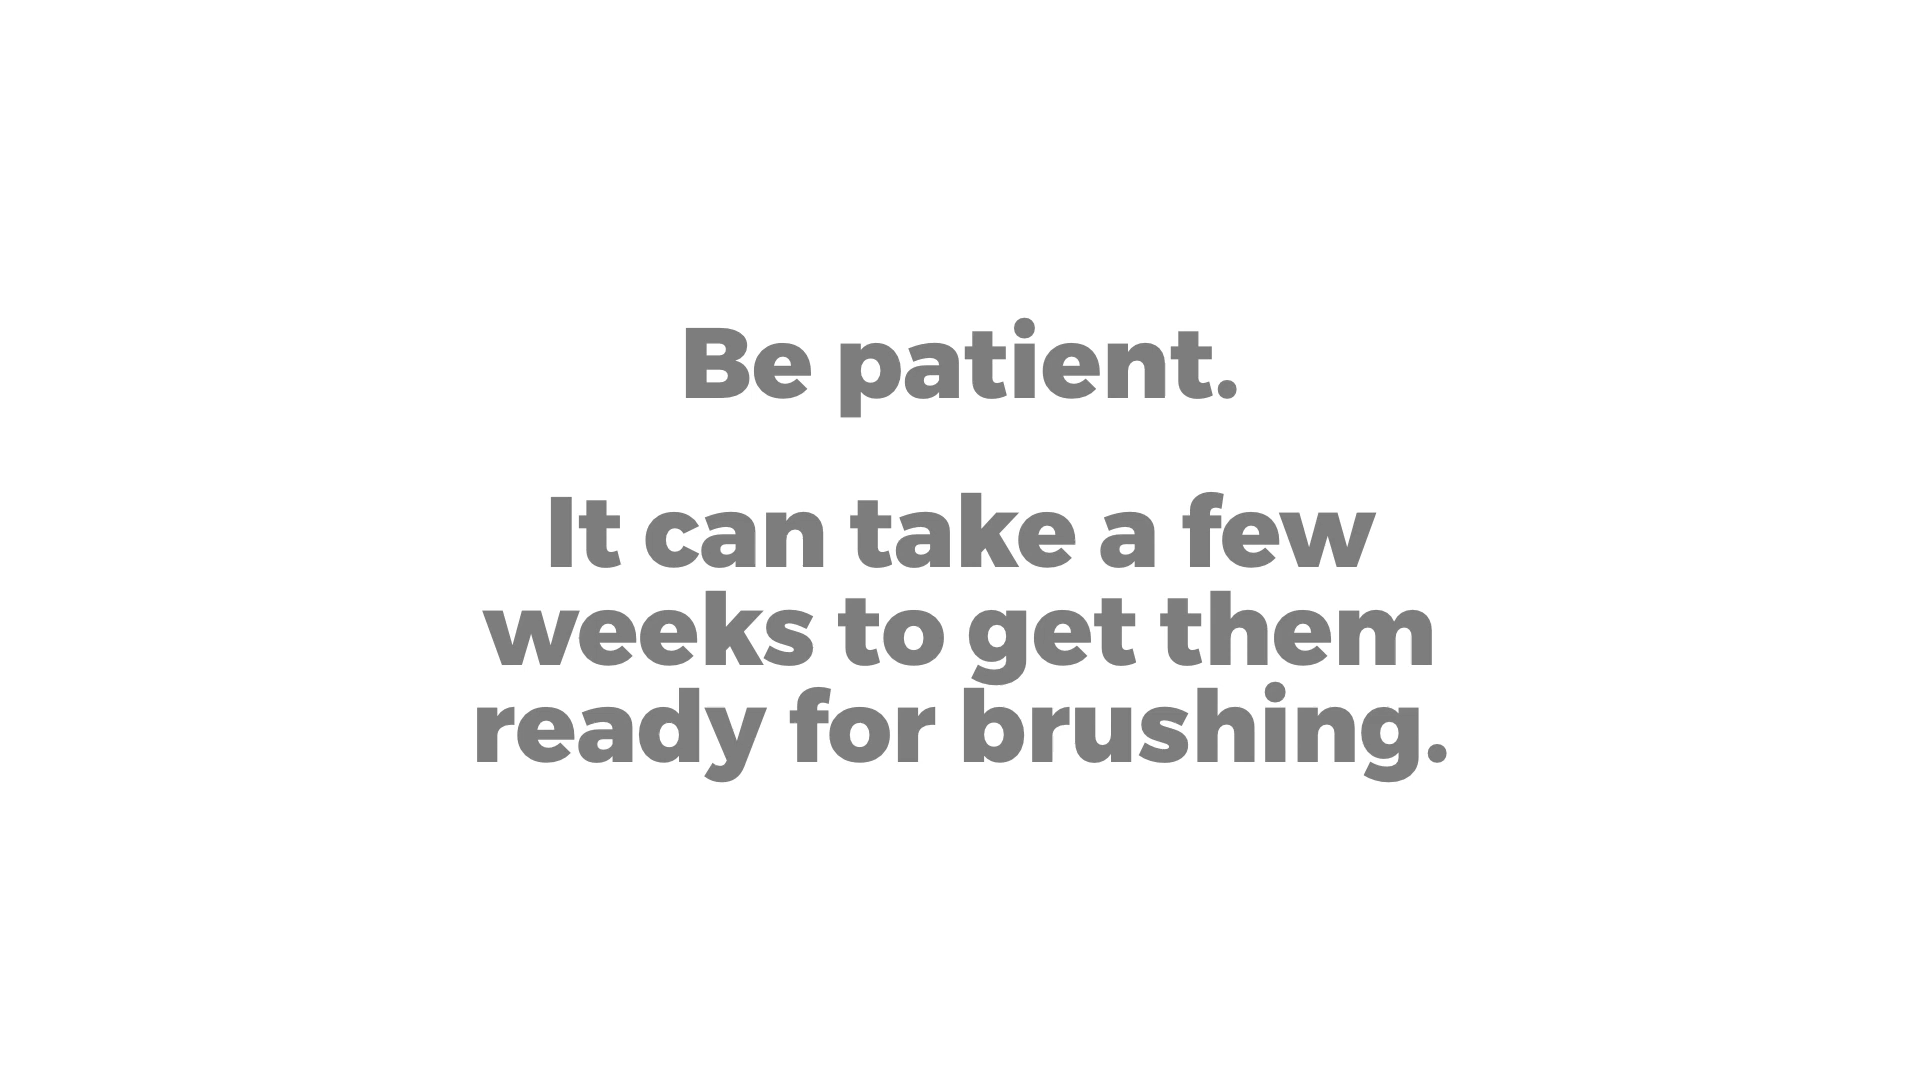 Be patient.
It can take a few
weeks to get them
ready for brushing.